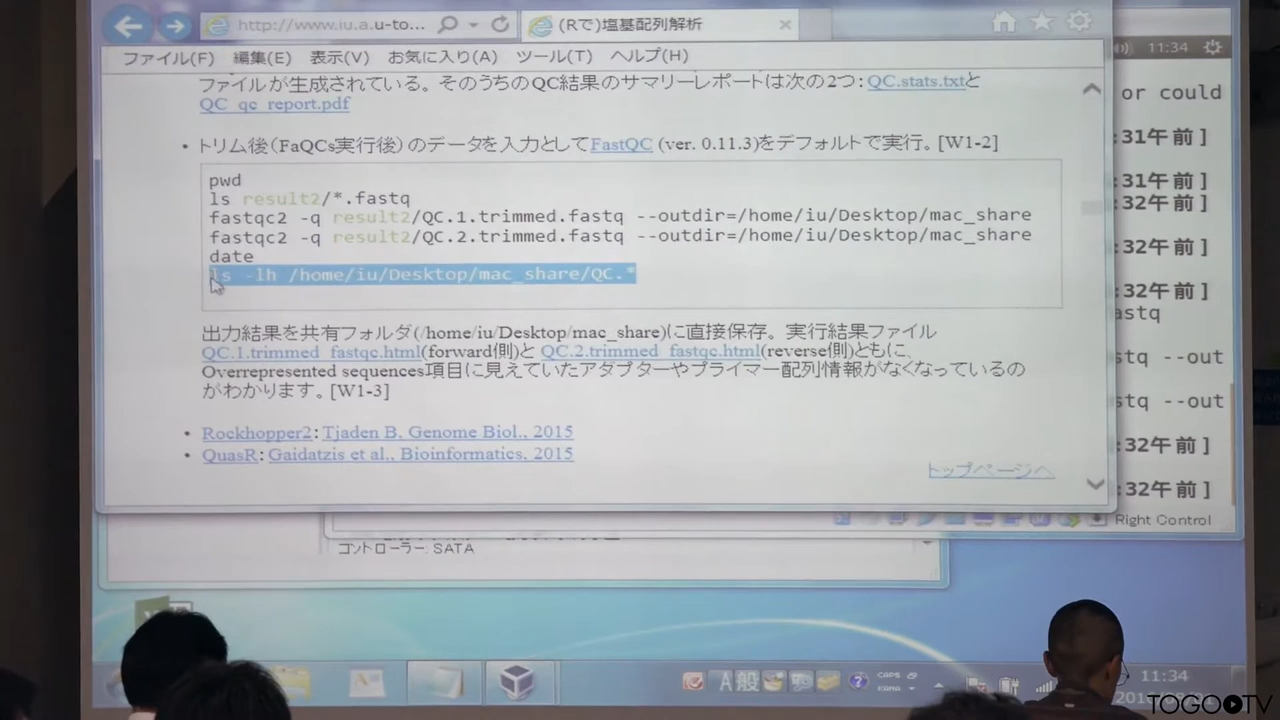 http://www.iu.a.u-to...
(Rで)塩基配列解析
ファイル(F) 編集(E) 表示(V) お気に入り(A) ツール(T) ヘルプ(H)
11:34
ファイルが生成されている。そのうちのQC結果のサマリーレポートは次の2つ: QC.stats.txtと
QC_qc_report.pdf
or could
:31午前]
• トリム後(FaQCs実行後)のデータを入力としてFastQC (ver. 0.11.3)をデフォルトで実行。[W1-2]
pwd
:31午前]
ls result2/*.fastq
:32午前]
fastqc2 -q result2/QC.1.trimmed.fastq --outdir=/home/iu/Desktop/mac_share
fastqc2 -q result2/QC.2.trimmed.fastq --outdir=/home/iu/Desktop/mac_share
:32午前]
date
ls -lh /home/iu/Desktop/mac_share/QC.*
:32午前]
astq
出力結果を共有フォルダ(/home/iu/Desktop/mac_share)に直接保存。実行結果ファイル
QC.1.trimmed_fastqc.html(forward側)と QC.2.trimmed_fastqc.html(reverse側)ともに、
stq --out
Overrepresented sequences項目に見えていたアダプターやプライマー配列情報がなくなっているの
がわかります。[W1-3]
stq --out
• Rockhopper2: Tjaden B, Genome Biol., 2015
:32午前]
• QuasR: Gaidatzis et al., Bioinformatics, 2015
トップページへ
:32午前]
Right Control
コントローラー: SATA
A般
CAPS
KANA
11:34
TOGOTV